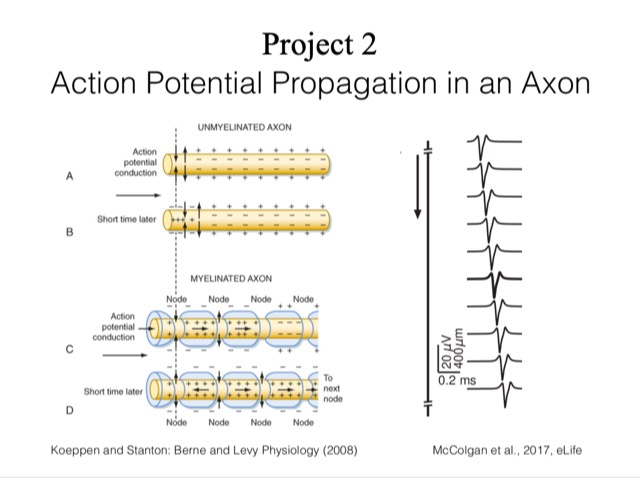 Project 2
Action Potential Propagation in an Axon
UNMYELINATED AXON
Action
potential
conduction
A
Short time later
B
MYELINATED AXON
Node Node Node Node
Action
potential
conduction
C
To
next
node
Short time later
D
Node Node Node Node
20 µV
400µm
0.2 ms
Koeppen and Stanton: Berne and Levy Physiology (2008)
McColgan et al., 2017, eLife